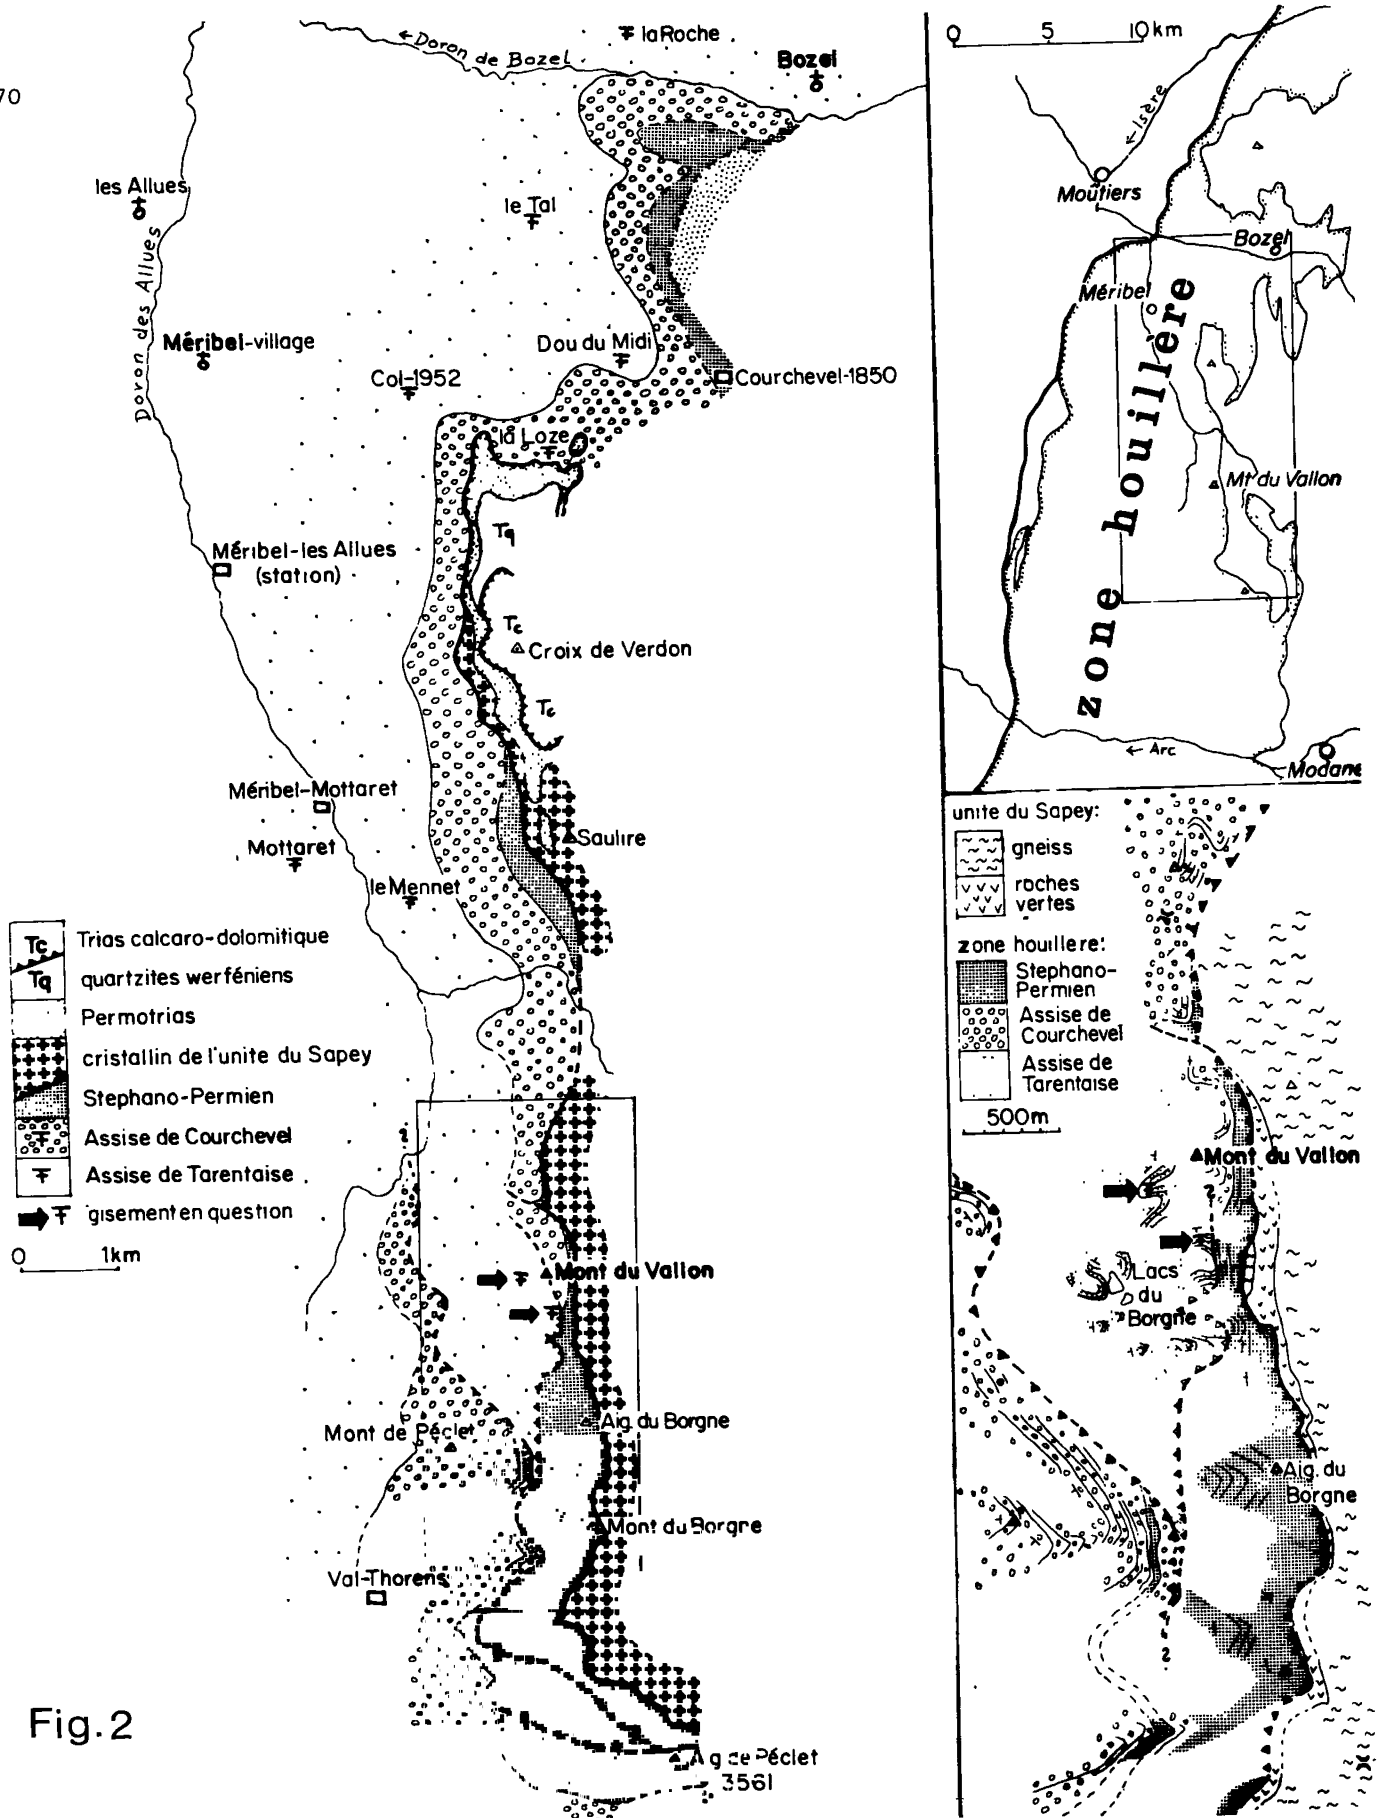 70
← Doron de Bozel
la Roche
Bozel
les Allues
le Tal
Doron des Allues
Méribel-village
Dou du Midi
Col-1952
Courchevel-1850
la Loze
Tq
Méribel-les Allues
(station)
Tc
Croix de Verdon
Tc
Méribel-Mottaret
Saulire
Mottaret
le Mennet
Tc Trias calcaro-dolomitique
Tq quartzites werféniens
Permotrias
cristallin de l'unite du Sapey
Stephano-Permien
Assise de Courchevel
Assise de Tarentaise
gisement en question
0 1km
?
Mont du Vallon
Aig. du Borgne
Mont de Péclet
Mont du Borgne
Val-Thorens
Aig de Péclet
3561
Fig.2
0 5 10km
← Isère
Moûtiers
Bozel
Méribel
zone houillère
Mt du Vallon
← Arc
Modane
unite du Sapey:
gneiss
roches
vertes
zone houillere:
Stephano-
Permien
Assise de
Courchevel
Assise de
Tarentaise
500m
Mont du Vallon
?
Lacs
du
Borgne
Aig. du
Borgne
?